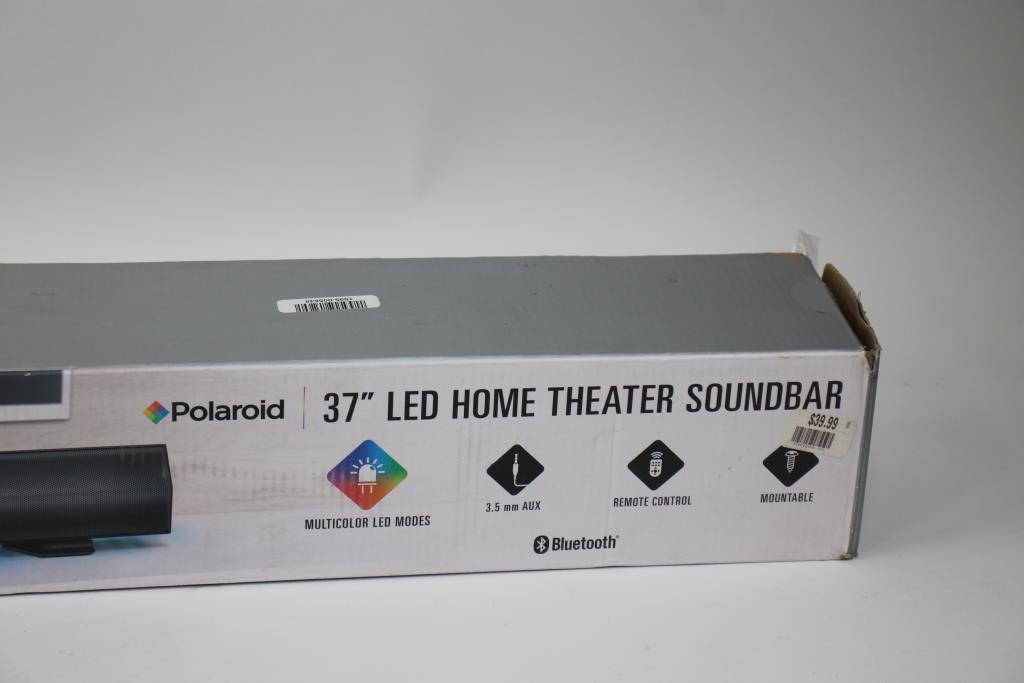 Polaroid
37" LED HOME THEATER SOUNDBAR
$39.99
MULTICOLOR LED MODES
3.5 mm AUX
REMOTE CONTROL
MOUNTABLE
Bluetooth®